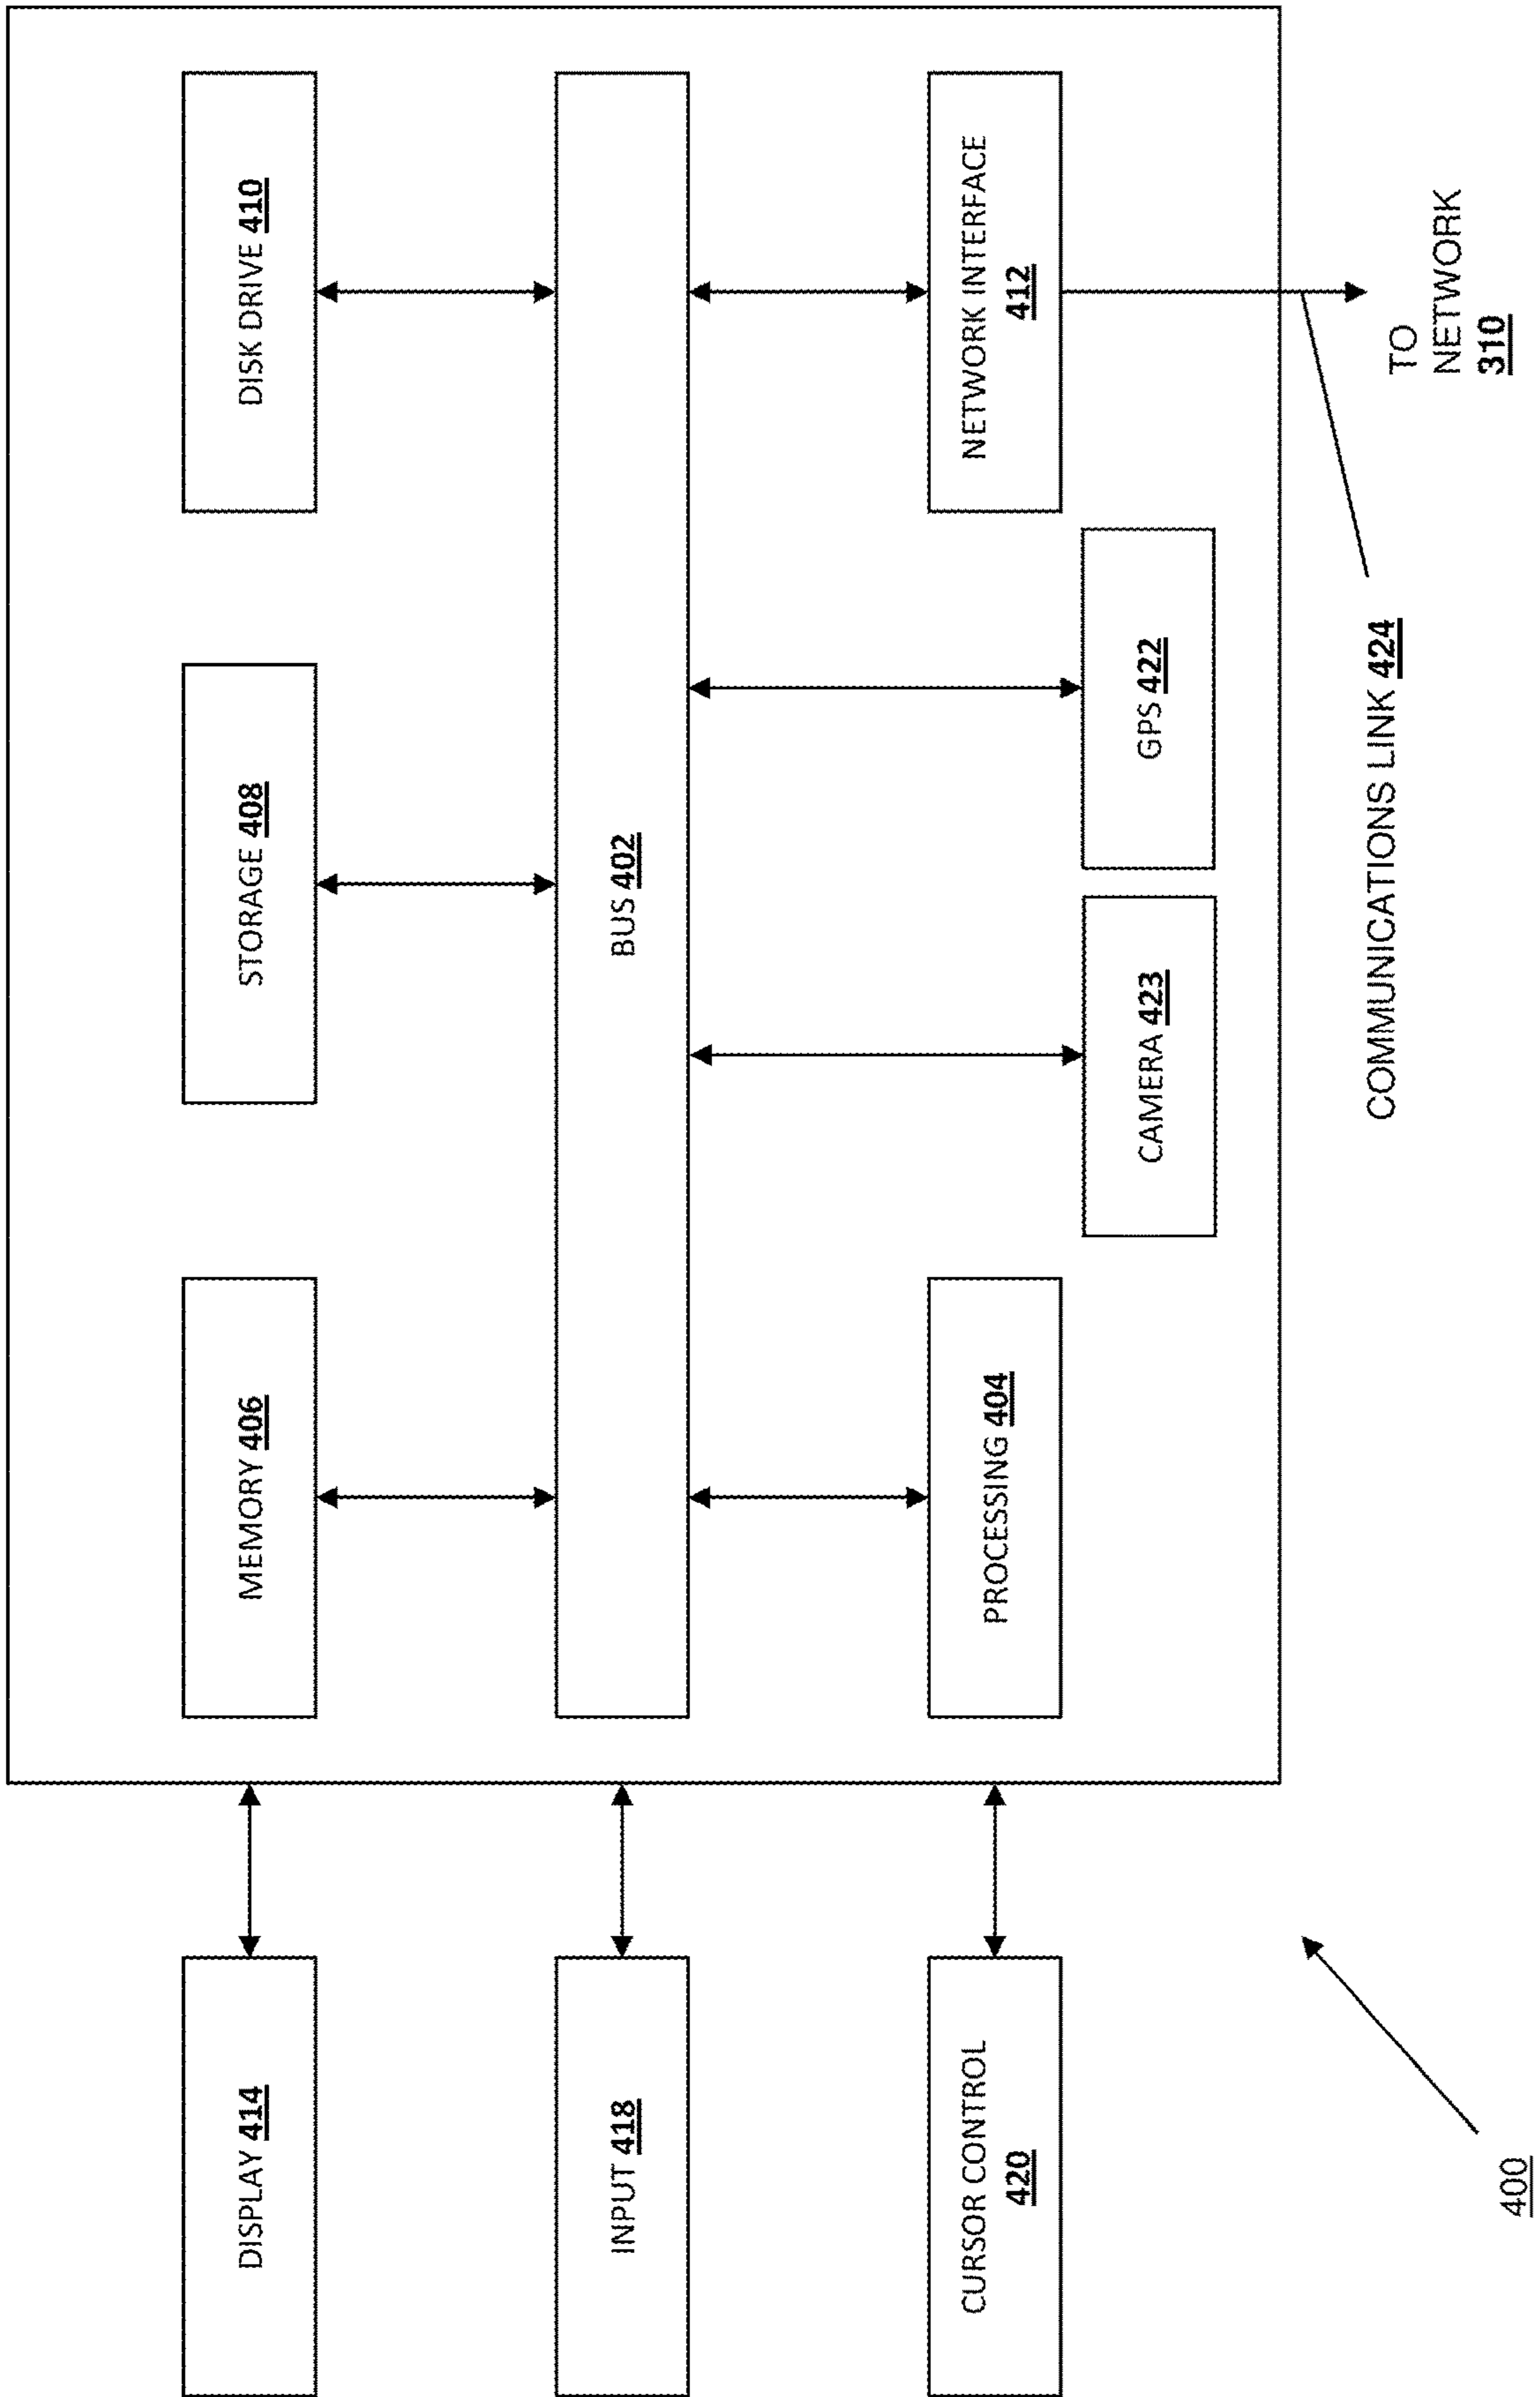 DISPLAY 414
MEMORY 406
STORAGE 408
DISK DRIVE 410
INPUT 418
BUS 402
CURSOR CONTROL
420
PROCESSING 404
NETWORK INTERFACE
412
CAMERA 423
GPS 422
COMMUNICATIONS LINK 424
TO
NETWORK
310
400